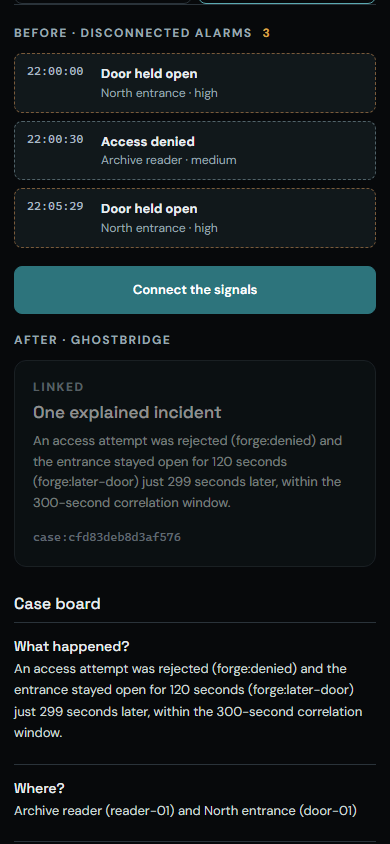 BEFORE · DISCONNECTED ALARMS 3
22:00:00 Door held open
North entrance · high
22:00:30 Access denied
Archive reader · medium
22:05:29 Door held open
North entrance · high
Connect the signals
AFTER · GHOSTBRIDGE
LINKED
One explained incident
An access attempt was rejected (forge:denied) and
the entrance stayed open for 120 seconds
(forge:later-door) just 299 seconds later, within the
300-second correlation window.
case:cfd83deb8d3af576
Case board
What happened?
An access attempt was rejected (forge:denied) and the
entrance stayed open for 120 seconds (forge:later-door)
just 299 seconds later, within the 300-second correlation
window.
Where?
Archive reader (reader-01) and North entrance (door-01)